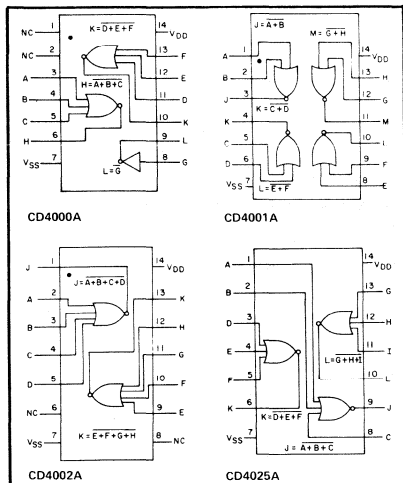 K=D̅+̅E̅+̅F̅
NC 1 14 VDD
NC 2 13 F
A 3 12 E
H=A̅+̅B̅+̅C̅
B 4 11 D
C 5 10 K
H 6 9 L
VSS 7 8 G
L=G̅
CD4000A
J=A̅+̅B̅
M=G̅+̅H̅
A 1 14 VDD
B 2 13 H
J 3 12 G
K=C̅+̅D̅
K 4 11 M
C 5 10 L
D 6 9 F
VSS 7 8 E
L=E̅+̅F̅
CD4001A
J 1 14 VDD
J=A̅+̅B̅+̅C̅+̅D̅
A 2 13 K
B 3 12 H
C 4 11 G
D 5 10 F
NC 6 9 E
VSS 7 8 NC
K=E̅+̅F̅+̅G̅+̅H̅
CD4002A
A 1 14 VDD
B 2 13 G
D 3 12 H
E 4 11 I
L=G̅+̅H̅+̅I̅
F 5 10 L
K 6 9 J
K=D̅+̅E̅+̅F̅
VSS 7 8 C
J=A̅+̅B̅+̅C̅
CD4025A